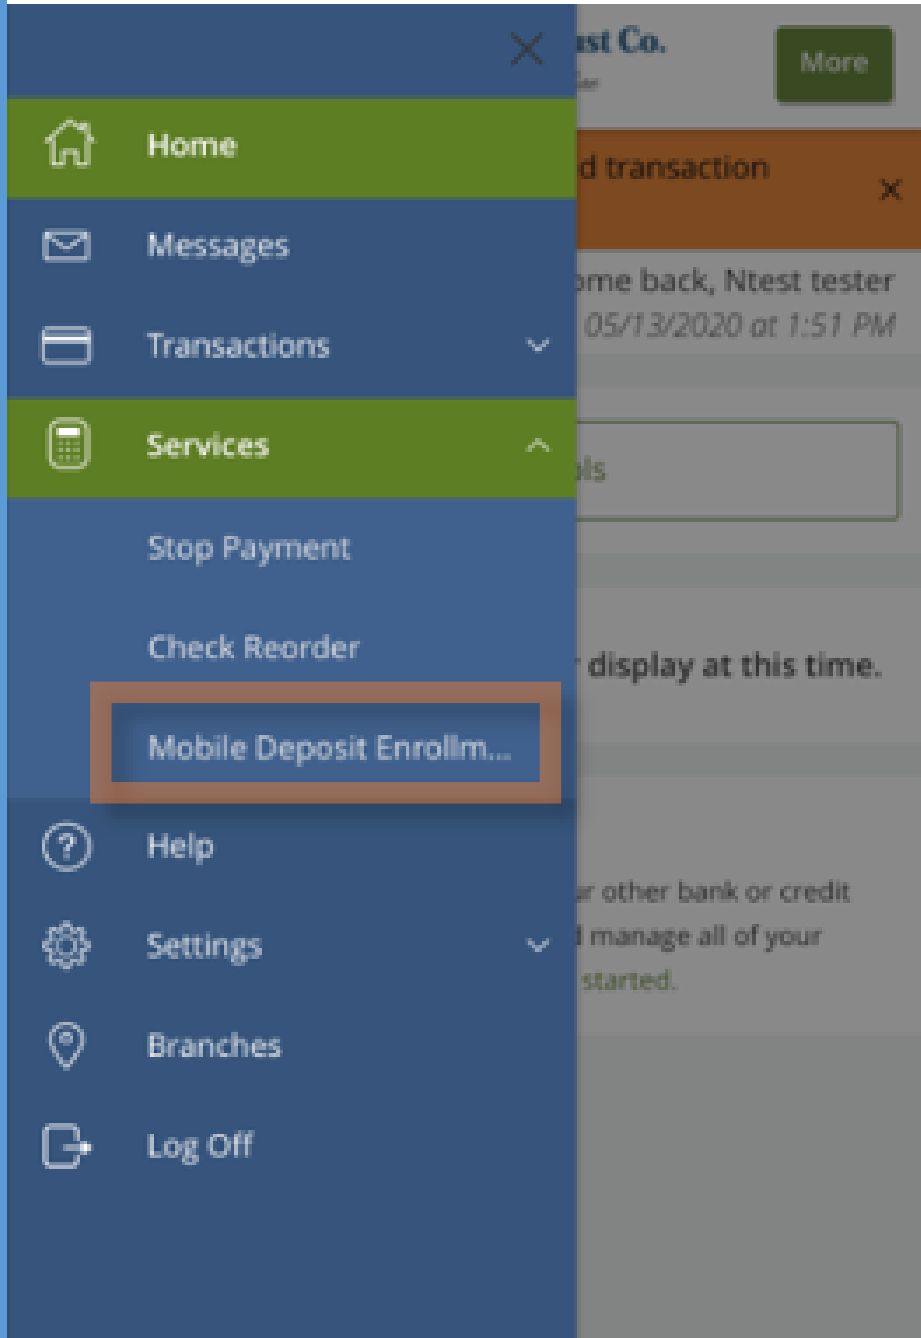 ust Co.
More
Home
d transaction
Messages
ome back, Ntest tester
05/13/2020 at 1:51 PM
Transactions
Services
ols
Stop Payment
Check Reorder
display at this time.
Mobile Deposit Enrollm...
Help
ur other bank or credit
Settings
manage all of your
started.
Branches
Log Off